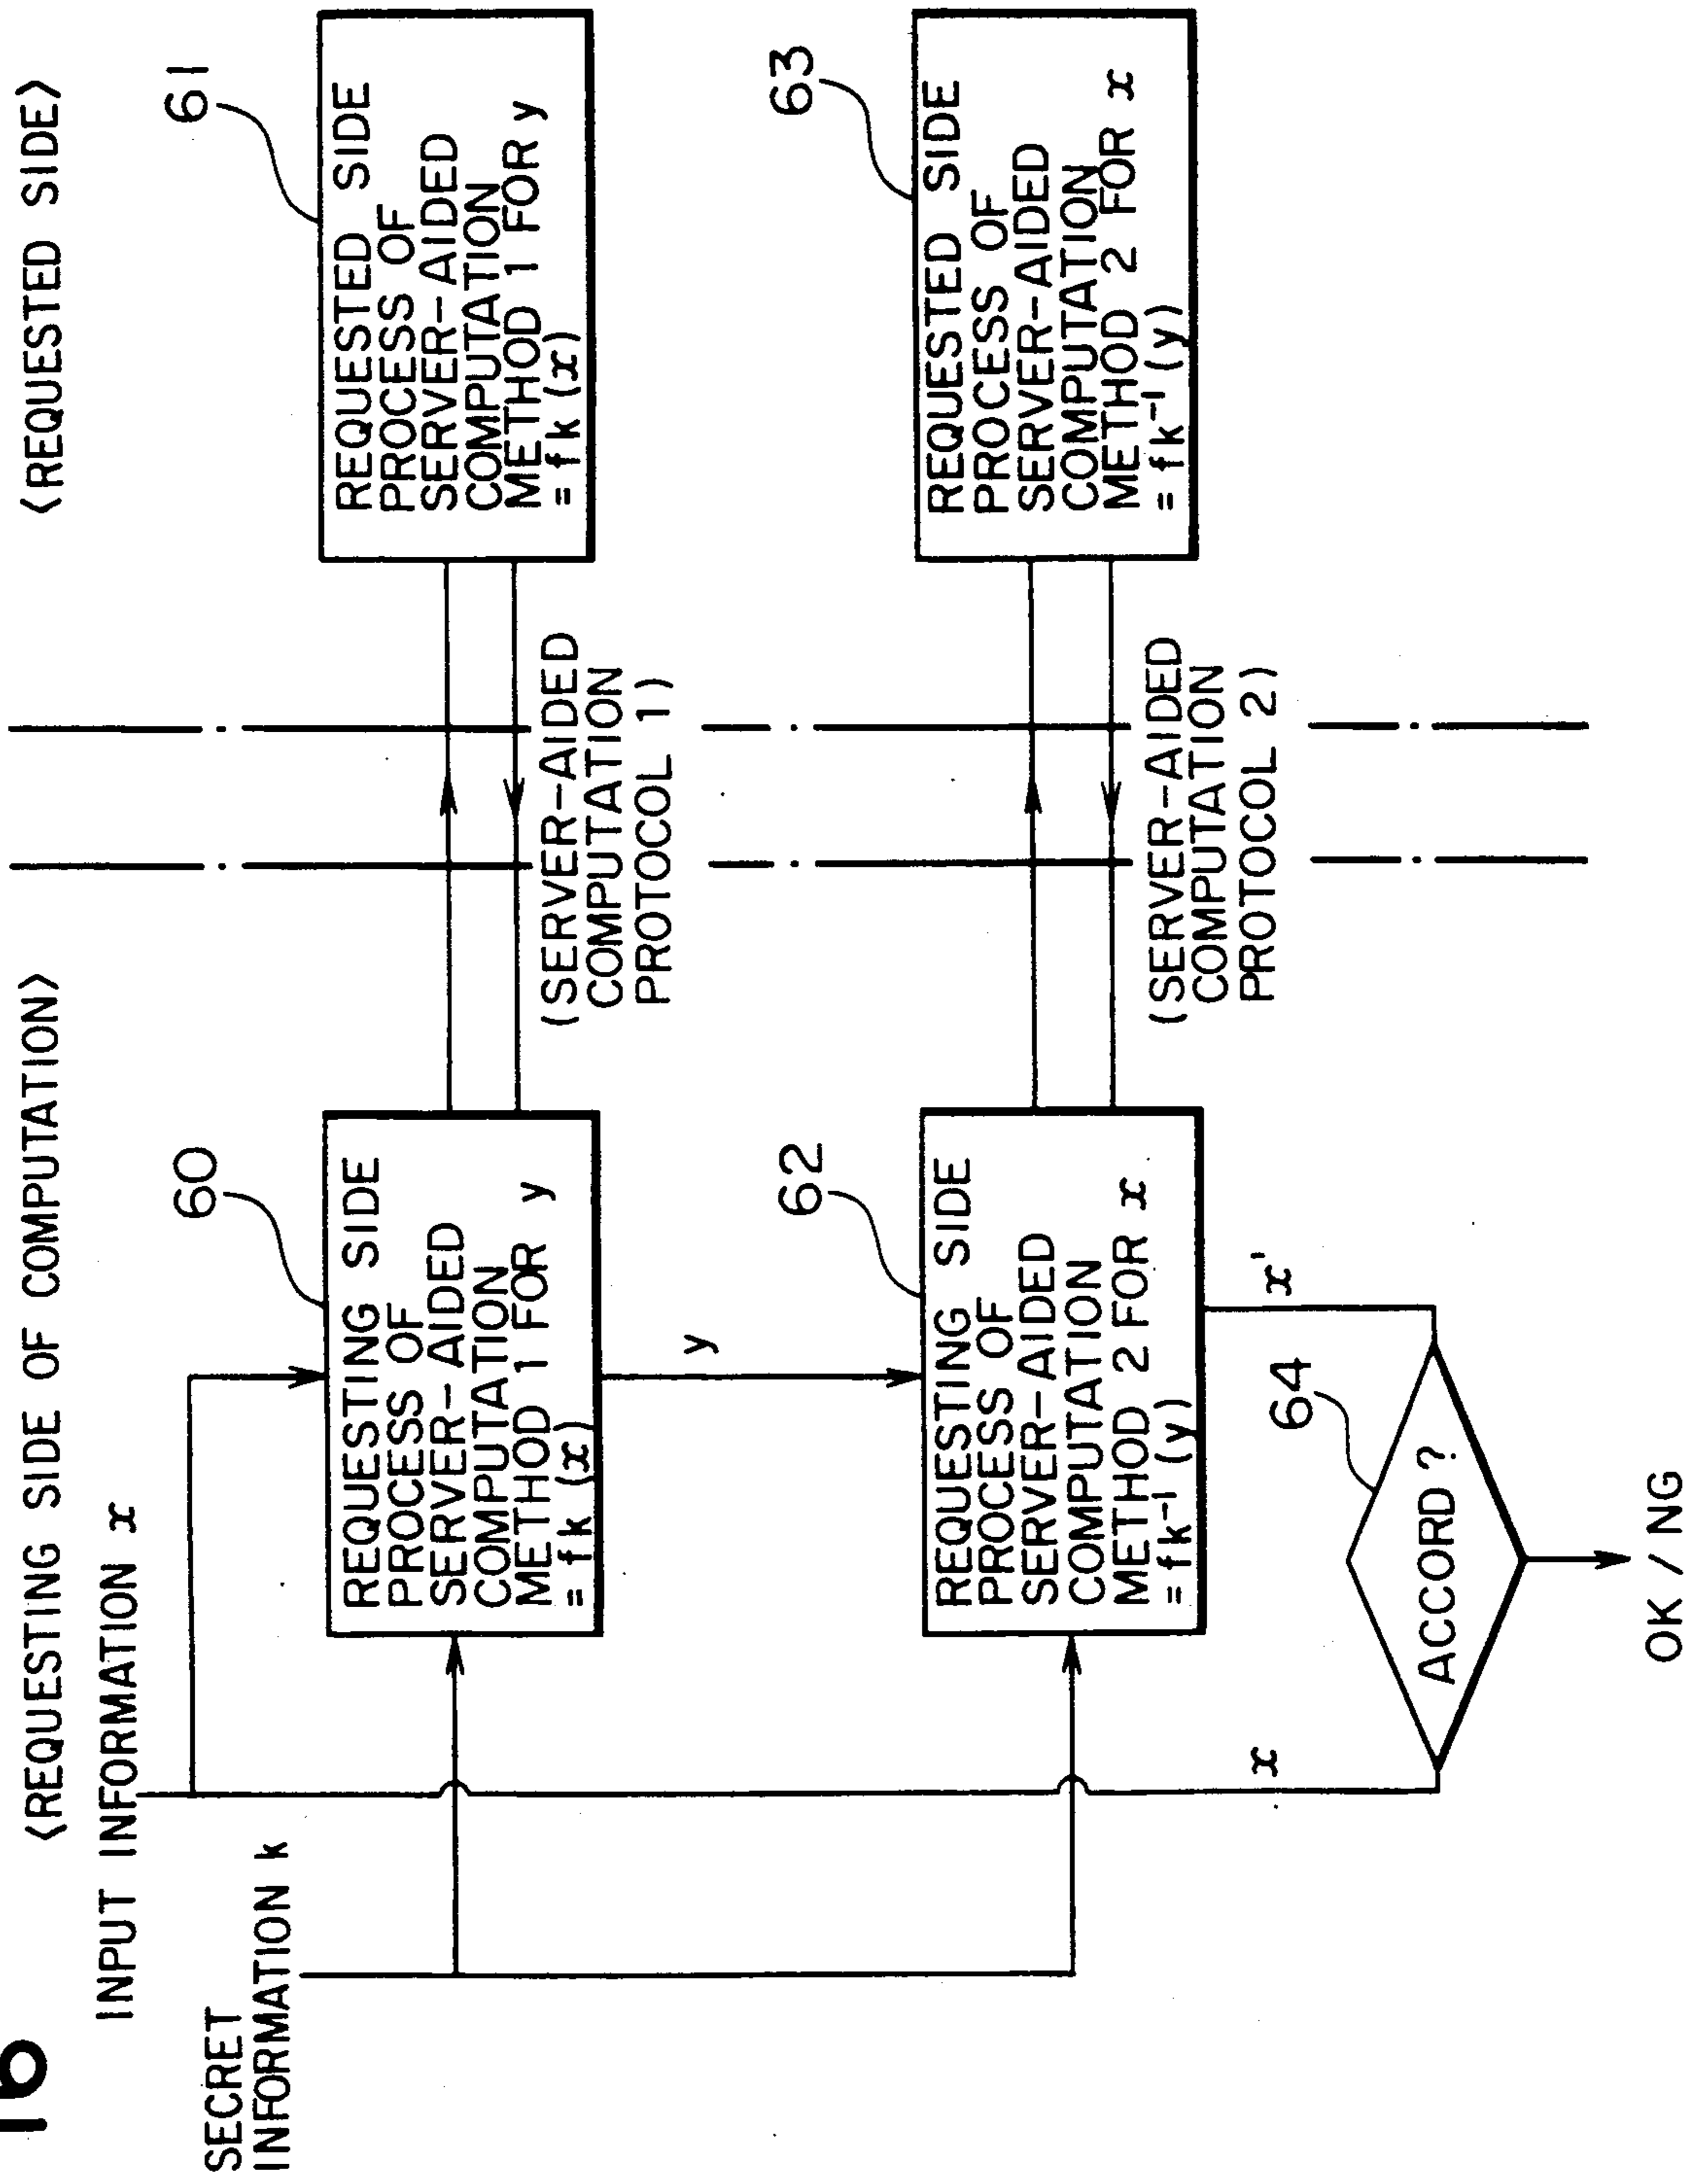 <REQUESTING SIDE OF COMPUTATION>
<REQUESTED SIDE>
INPUT INFORMATION x
SECRET
INFORMATION k
60
REQUESTING SIDE
PROCESS OF
SERVER-AIDED
COMPUTATION
METHOD 1 FOR y
= fk (x)
(SERVER-AIDED
COMPUTATION
PROTOCOL 1)
61
REQUESTED SIDE
PROCESS OF
SERVER-AIDED
COMPUTATION
METHOD 1 FOR y
= fk (x)
y
62
REQUESTING SIDE
PROCESS OF
SERVER-AIDED
COMPUTATION
METHOD 2 FOR x
= fk⁻¹ (y)
(SERVER-AIDED
COMPUTATION
PROTOCOL 2)
63
REQUESTED SIDE
PROCESS OF
SERVER-AIDED
COMPUTATION
METHOD 2 FOR x
= fk⁻¹ (y)
x
x'
64
ACCORD ?
OK / NG